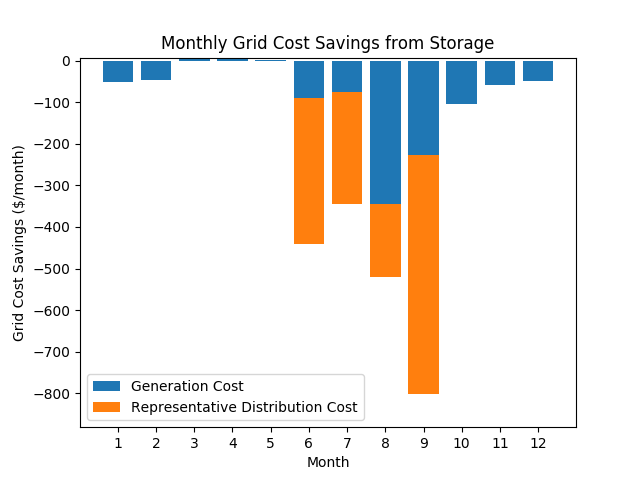 Monthly Grid Cost Savings from Storage
Grid Cost Savings ($/month)
0
−100
−200
−300
−400
−500
−600
−700
−800
Generation Cost
Representative Distribution Cost
1 2 3 4 5 6 7 8 9 10 11 12
Month